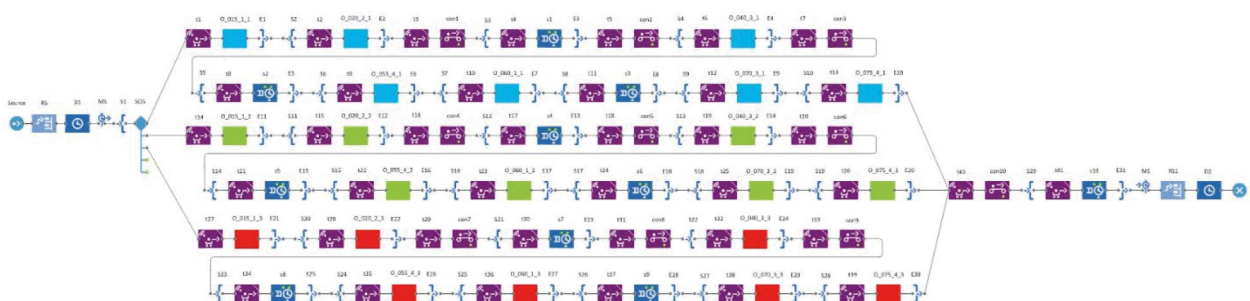 t1 O_015_1_1 E1 S2 t2 O_020_2_1 E2 t3 con1 S3 t4 s1 E3 t5 con2 S4 t6 O_040_3_1 E4 t7 con3
S5 t8 s2 E5 S6 t9 O_055_4_1 E6 S7 t10 O_060_1_1 E7 S8 t11 s3 E8 S9 t12 O_070_3_1 E9 S10 t13 O_075_4_1 E10
Source RS D1 MS S1 SOS
t14 O_015_1_2 E11 S11 t15 O_020_2_2 E12 t16 con4 S12 t17 s4 E13 t18 con5 S13 t19 O_040_3_2 E14 t20 con6
S14 t21 s5 E15 S15 t22 O_055_4_2 E16 S16 t23 O_060_1_2 E17 S17 t24 s6 E18 S18 t25 O_070_3_2 E19 S19 t26 O_075_4_2 E20
t40 con10 S29 t41 s10 E31 ME RS1 D2
t27 O_015_1_3 E21 S20 t28 O_020_2_3 E22 t29 con7 S21 t30 s7 E23 t31 con8 S22 t32 O_040_3_3 E24 t33 con9
S23 t34 s8 E25 S24 t35 O_055_4_3 E26 S25 t36 O_060_1_3 E27 S26 t37 s9 E28 S27 t38 O_070_3_3 E29 S28 t39 O_075_4_3 E30